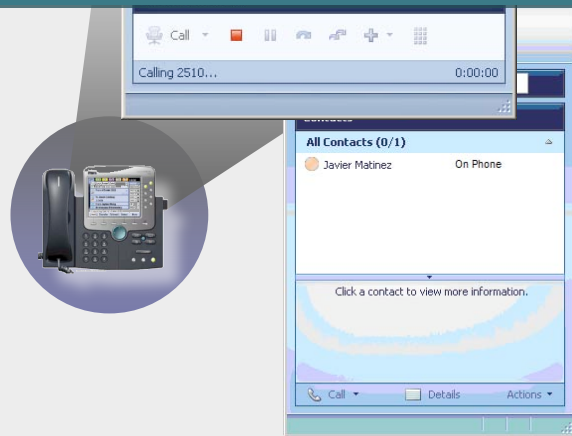 Call
Calling 2510... 0:00:00
Contacts
All Contacts (0/1)
Javier Matinez On Phone
Click a contact to view more information.
Call Details Actions